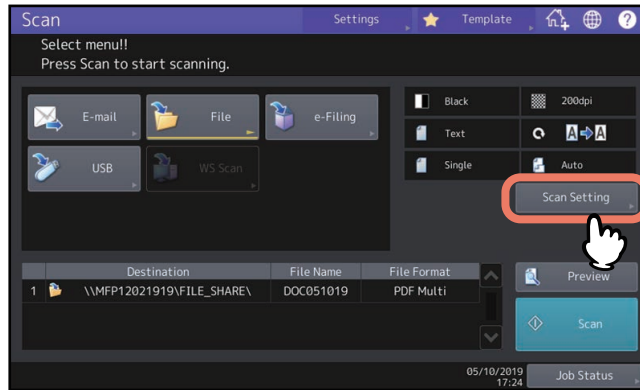 Scan
Settings
Template
?
Select menu!!
Press Scan to start scanning.
E-mail
File
e-Filing
USB
WS Scan
Black
200dpi
Text
A A
Single
Auto
Scan Setting
Destination File Name File Format
1 \\MFP12021919\FILE_SHARE\ DOC051019 PDF Multi
Preview
Scan
05/10/2019
17:24
Job Status